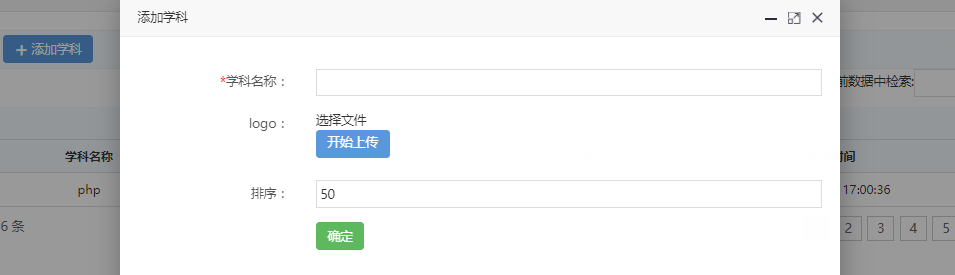 添加学科
添加学科
*学科名称：
前数据中检索:
logo：
选择文件
开始上传
学科名称
时间
php
排序：
50
17:00:36
6 条
确定
2 3 4 5